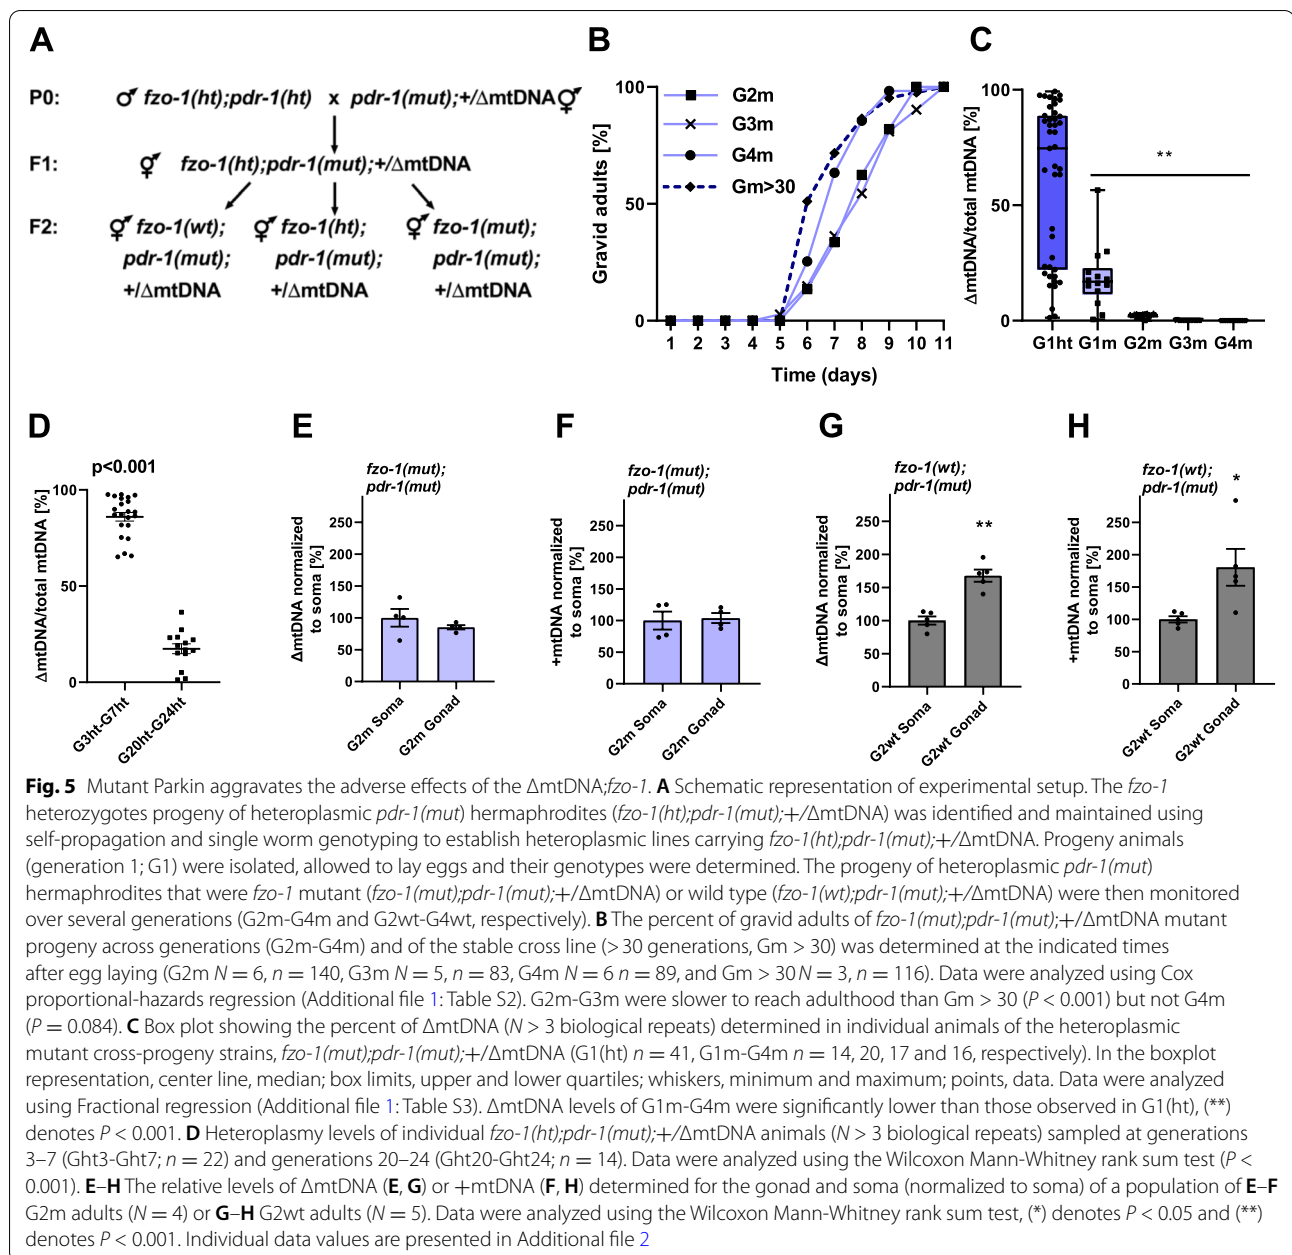 A
P0: ♂ fzo-1(ht);pdr-1(ht) x pdr-1(mut);+/ΔmtDNA ⚥
F1: ⚥ fzo-1(ht);pdr-1(mut);+/ΔmtDNA
F2: ⚥ fzo-1(wt); ⚥ fzo-1(ht); ⚥ fzo-1(mut);
pdr-1(mut); pdr-1(mut); pdr-1(mut);
+/ΔmtDNA +/ΔmtDNA +/ΔmtDNA
B
Gravid adults [%]
100
50
0
G2m
G3m
G4m
Gm>30
1 2 3 4 5 6 7 8 9 10 11
Time (days)
C
ΔmtDNA/total mtDNA [%]
100
50
0
**
G1ht G1m G2m G3m G4m
D
p<0.001
ΔmtDNA/total mtDNA [%]
100
50
0
G3ht-G7ht
G20ht-G24ht
E
fzo-1(mut);
pdr-1(mut)
ΔmtDNA normalized
to soma [%]
250
200
150
100
50
0
G2m Soma
G2m Gonad
F
fzo-1(mut);
pdr-1(mut)
+mtDNA normalized
to soma [%]
250
200
150
100
50
0
G2m Soma
G2m Gonad
G
fzo-1(wt);
pdr-1(mut)
ΔmtDNA normalized
to soma [%]
250
200
150
100
50
0
**
G2wt Soma
G2wt Gonad
H
fzo-1(wt);
pdr-1(mut)
+mtDNA normalized
to soma [%]
250
200
150
100
50
0
*
G2wt Soma
G2wt Gonad
Fig. 5 Mutant Parkin aggravates the adverse effects of the ΔmtDNA;fzo-1. A Schematic representation of experimental setup. The fzo-1
heterozygotes progeny of heteroplasmic pdr-1(mut) hermaphrodites (fzo-1(ht);pdr-1(mut);+/ΔmtDNA) was identified and maintained using
self-propagation and single worm genotyping to establish heteroplasmic lines carrying fzo-1(ht);pdr-1(mut);+/ΔmtDNA. Progeny animals
(generation 1; G1) were isolated, allowed to lay eggs and their genotypes were determined. The progeny of heteroplasmic pdr-1(mut)
hermaphrodites that were fzo-1 mutant (fzo-1(mut);pdr-1(mut);+/ΔmtDNA) or wild type (fzo-1(wt);pdr-1(mut);+/ΔmtDNA) were then monitored
over several generations (G2m-G4m and G2wt-G4wt, respectively). B The percent of gravid adults of fzo-1(mut);pdr-1(mut);+/ΔmtDNA mutant
progeny across generations (G2m-G4m) and of the stable cross line (> 30 generations, Gm > 30) was determined at the indicated times
after egg laying (G2m N = 6, n = 140, G3m N = 5, n = 83, G4m N = 6 n = 89, and Gm > 30 N = 3, n = 116). Data were analyzed using Cox
proportional-hazards regression (Additional file 1: Table S2). G2m-G3m were slower to reach adulthood than Gm > 30 (P < 0.001) but not G4m
(P = 0.084). C Box plot showing the percent of ΔmtDNA (N > 3 biological repeats) determined in individual animals of the heteroplasmic
mutant cross-progeny strains, fzo-1(mut);pdr-1(mut);+/ΔmtDNA (G1(ht) n = 41, G1m-G4m n = 14, 20, 17 and 16, respectively). In the boxplot
representation, center line, median; box limits, upper and lower quartiles; whiskers, minimum and maximum; points, data. Data were analyzed
using Fractional regression (Additional file 1: Table S3). ΔmtDNA levels of G1m-G4m were significantly lower than those observed in G1(ht), (**)
denotes P < 0.001. D Heteroplasmy levels of individual fzo-1(ht);pdr-1(mut);+/ΔmtDNA animals (N > 3 biological repeats) sampled at generations
3–7 (Ght3-Ght7; n = 22) and generations 20–24 (Ght20-Ght24; n = 14). Data were analyzed using the Wilcoxon Mann-Whitney rank sum test (P <
0.001). E–H The relative levels of ΔmtDNA (E, G) or +mtDNA (F, H) determined for the gonad and soma (normalized to soma) of a population of E–F
G2m adults (N = 4) or G–H G2wt adults (N = 5). Data were analyzed using the Wilcoxon Mann-Whitney rank sum test, (*) denotes P < 0.05 and (**)
denotes P < 0.001. Individual data values are presented in Additional file 2